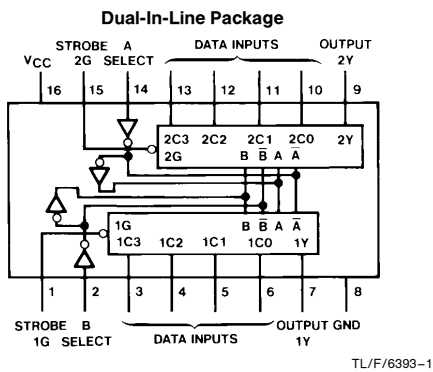 Dual-In-Line Package
STROBE A DATA INPUTS OUTPUT
VCC 2G SELECT 2Y
16 15 14 13 12 11 10 9
2C3 2C2 2C1 2C0 2Y
2G B B̅ A A̅
1G B B̅ A A̅
1C3 1C2 1C1 1C0 1Y
1 2 3 4 5 6 7 8
STROBE B DATA INPUTS OUTPUT GND
1G SELECT 1Y
TL/F/6393–1